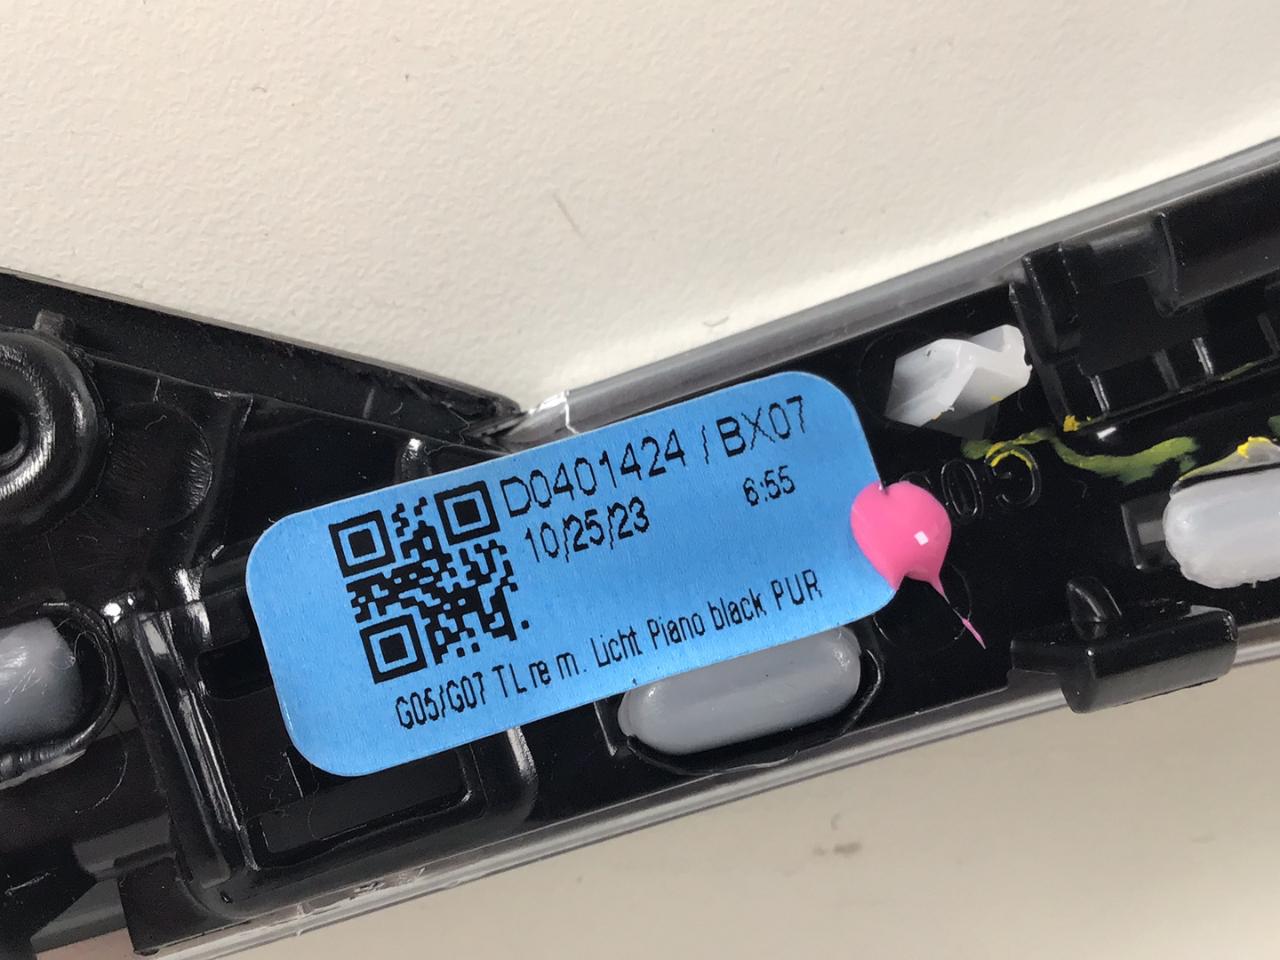 D0401424 / BX07
10/25/23 6:55
G05/G07 TL re m. Licht Piano black PUR